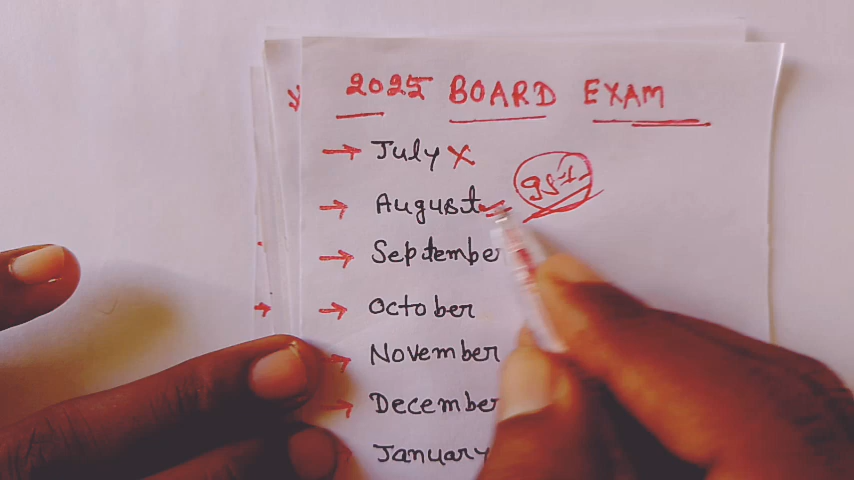 2025 BOARD EXAM
→ July ×
→ August
→ September
→ October
→ November
→ December
January